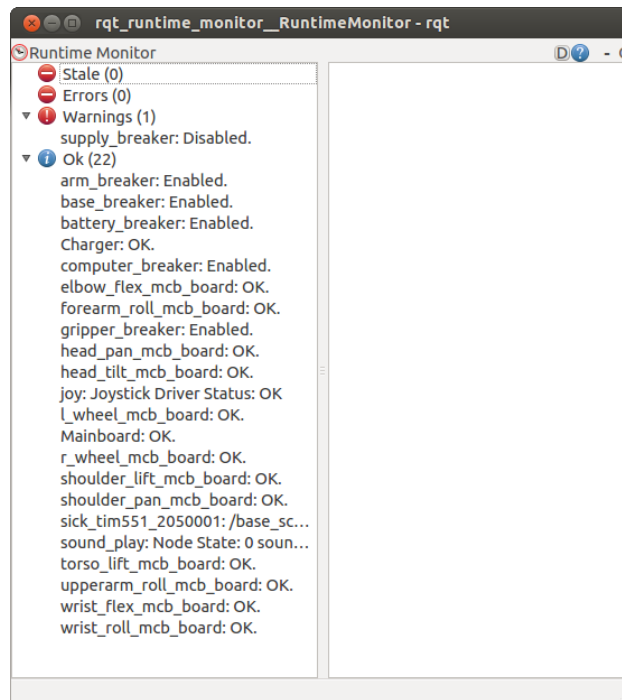 rqt_runtime_monitor__RuntimeMonitor - rqt
Runtime Monitor
D ? -
Stale (0)
Errors (0)
Warnings (1)
supply_breaker: Disabled.
Ok (22)
arm_breaker: Enabled.
base_breaker: Enabled.
battery_breaker: Enabled.
Charger: OK.
computer_breaker: Enabled.
elbow_flex_mcb_board: OK.
forearm_roll_mcb_board: OK.
gripper_breaker: Enabled.
head_pan_mcb_board: OK.
head_tilt_mcb_board: OK.
joy: Joystick Driver Status: OK
l_wheel_mcb_board: OK.
Mainboard: OK.
r_wheel_mcb_board: OK.
shoulder_lift_mcb_board: OK.
shoulder_pan_mcb_board: OK.
sick_tim551_2050001: /base_sc...
sound_play: Node State: 0 soun...
torso_lift_mcb_board: OK.
upperarm_roll_mcb_board: OK.
wrist_flex_mcb_board: OK.
wrist_roll_mcb_board: OK.